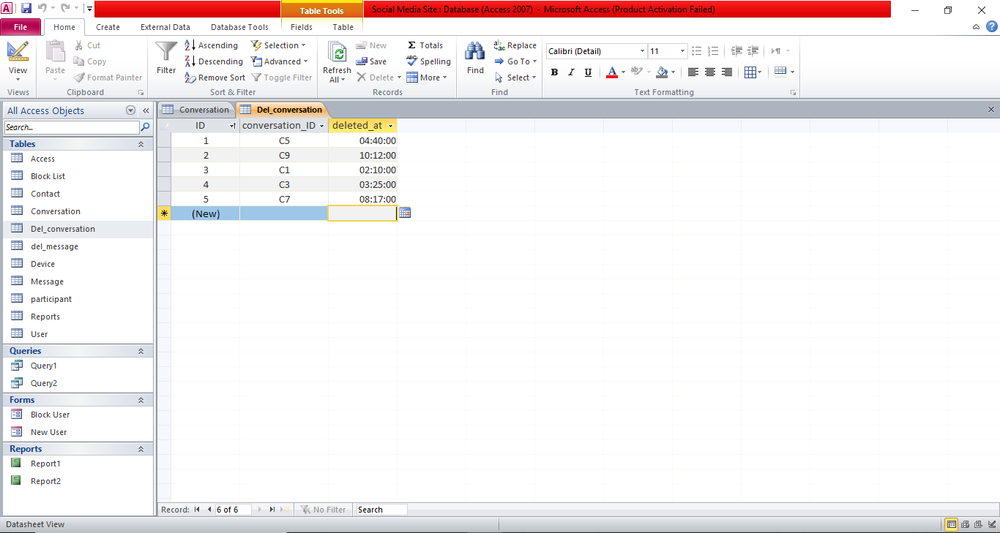 Table Tools
Social Media Site : Database (Access 2007) - Microsoft Access (Product Activation Failed)
File Home Create External Data Database Tools Fields Table
View
Views
Paste
Cut
Copy
Format Painter
Clipboard
Filter
Ascending
Descending
Remove Sort
Selection
Advanced
Toggle Filter
Sort & Filter
Refresh
All
New
Save
Delete
Totals
Spelling
More
Records
Find
Replace
Go To
Select
Find
Calibri (Detail) 11
B I U A
Text Formatting
All Access Objects
Search...
Tables
Access
Block List
Contact
Conversation
Del_conversation
del_message
Device
Message
participant
Reports
User
Queries
Query1
Query2
Forms
Block User
New User
Reports
Report1
Report2
Conversation Del_conversation
ID conversation_ID deleted_at
1 C5 04:40:00
2 C9 10:12:00
3 C1 02:10:00
4 C3 03:25:00
5 C7 08:17:00
(New)
Record: 6 of 6 No Filter Search
Datasheet View